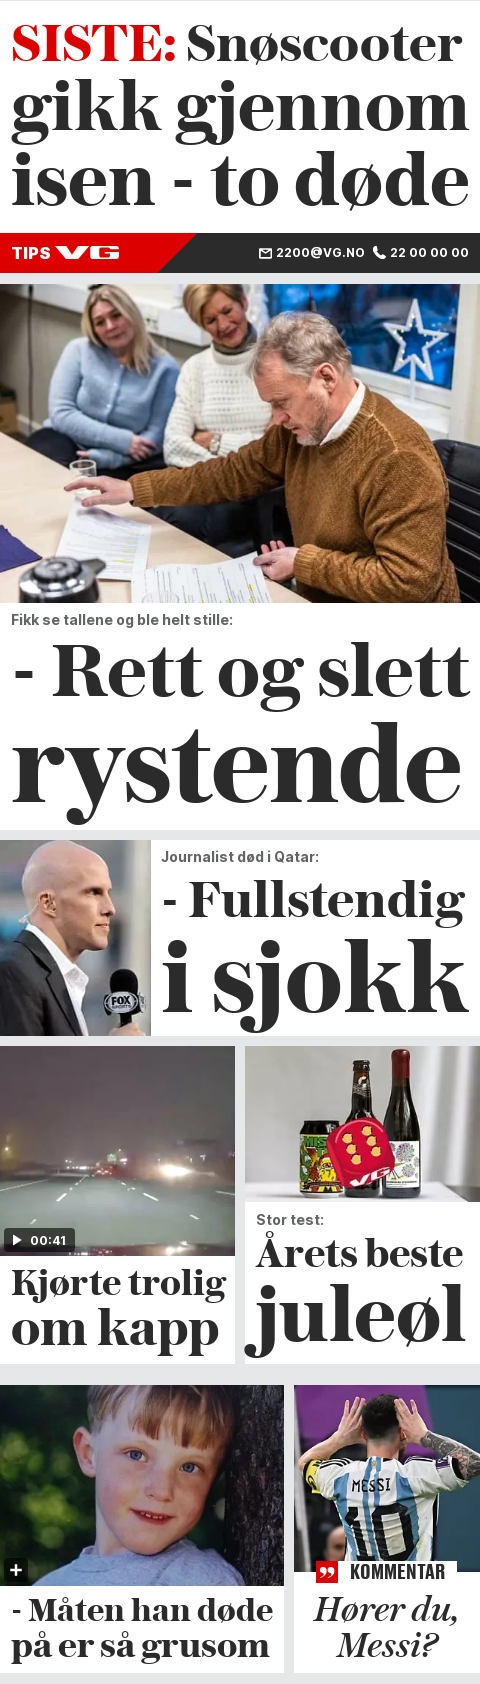 SISTE: Snøscooter
gikk gjennom
isen - to døde
TIPS VG
2200@VG.NO 22 00 00 00
Fikk se tallene og ble helt stille:
- Rett og slett
rystende
FOX
SPORTS
Journalist død i Qatar:
- Fullstendig
i sjokk
00:41
Kjørte trolig
om kapp
VG
Stor test:
Årets beste
juleøl
- Måten han døde
på er så grusom
MESSI
10
KOMMENTAR
Hører du,
Messi?